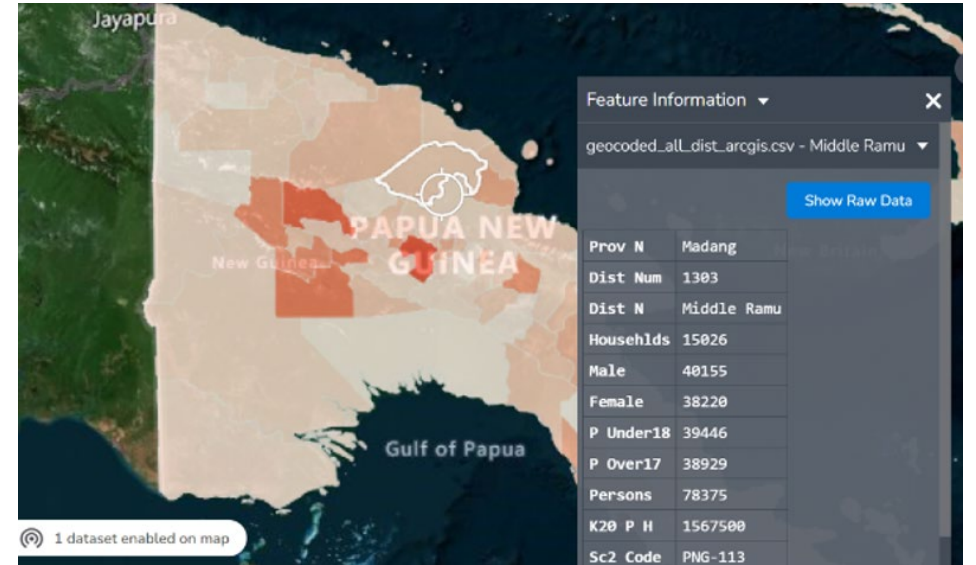 Jayapura
Feature Information
geocoded_all_dist_arcgis.csv - Middle Ramu
Show Raw Data
PAPUA NEW
GUINEA
New Guinea
New Britain
Prov N Madang
Dist Num 1303
Dist N Middle Ramu
Househlds 15026
Male 40155
Female 38220
P Under18 39446
P Over17 38929
Persons 78375
K20 P H 1567500
Sc2 Code PNG-113
Gulf of Papua
1 dataset enabled on map